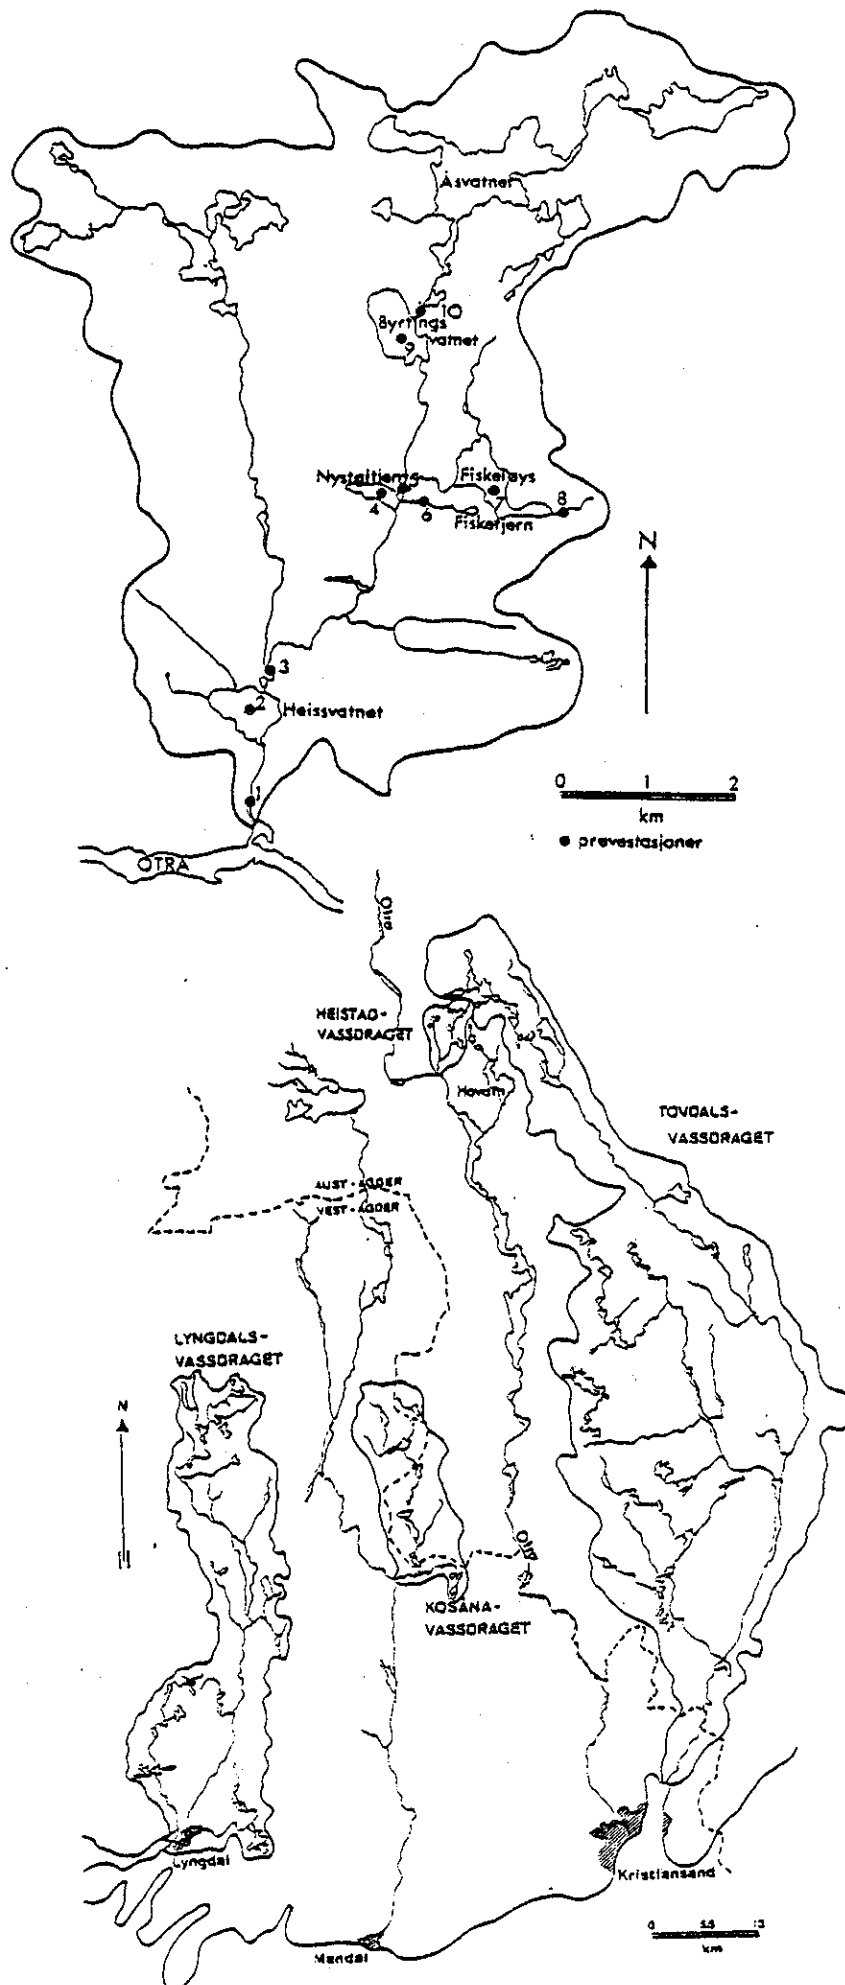 Åsvatnet
10
Byrtings
vatnet
9
Nystøltjerns
Fiskeløys
4
6
7
8
Fisketjern
N
3
2
Heissvatnet
1
0 1 2
km
● prøvestasjoner
OTRA
Otra
HEISTAD-
VASSDRAGET
Hovatn
TOVDALS-
VASSDRAGET
AUST-AGDER
VEST-AGDER
LYNGDALS-
VASSDRAGET
N
Otra
KOSANA-
VASSDRAGET
Lyngdal
Kristiansand
Mandal
km